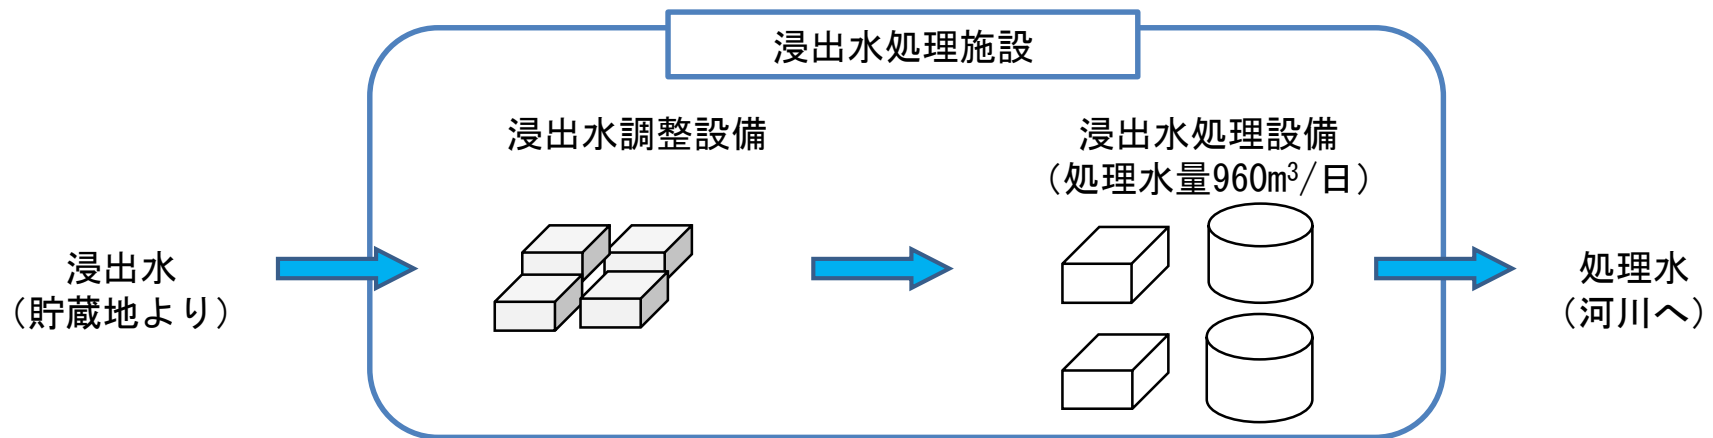 浸出水処理施設
浸出水調整設備
浸出水処理設備
（処理水量960m³/日）
浸出水
（貯蔵地より）
処理水
（河川へ）